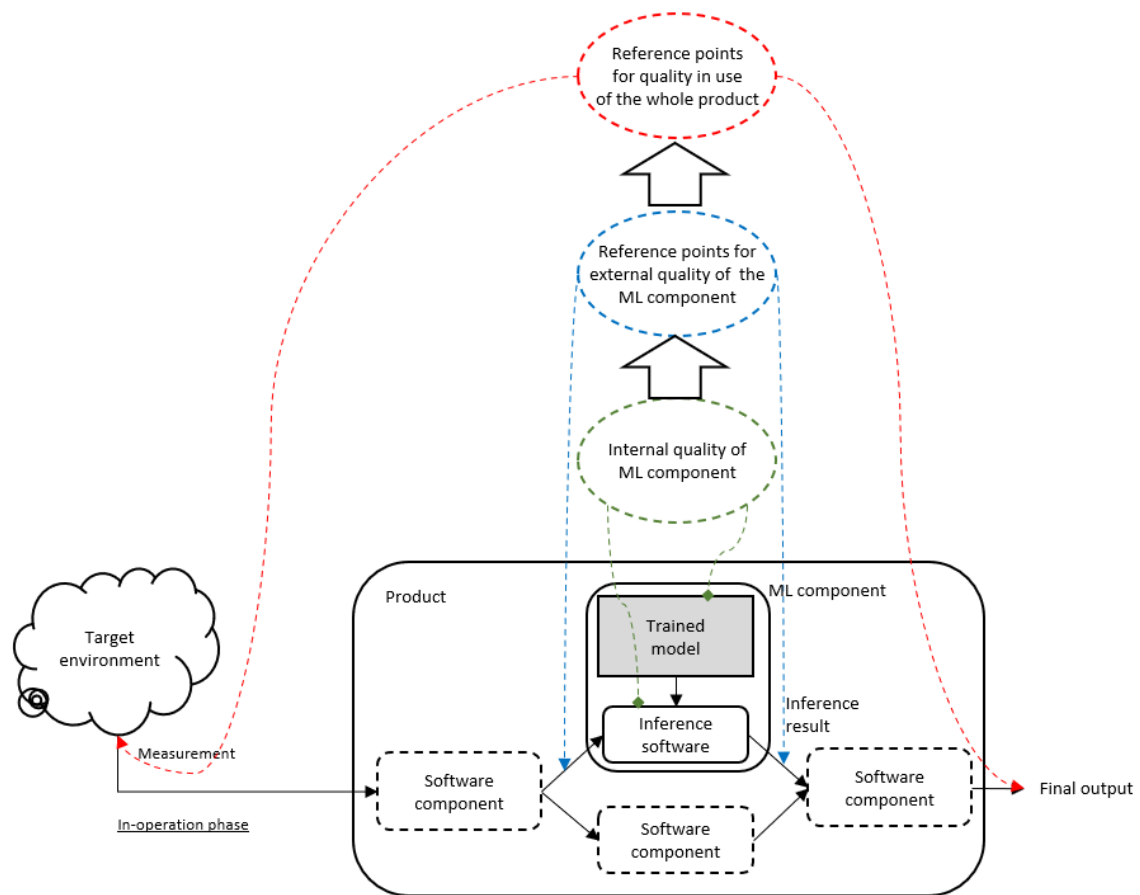 Reference points
for quality in use
of the whole product
Reference points for
external quality of the
ML component
Internal quality of
ML component
Product
ML component
Trained
model
Target
environment
Inference
result
Inference
software
Measurement
Software
component
Software
component
Final output
In-operation phase
Software
component